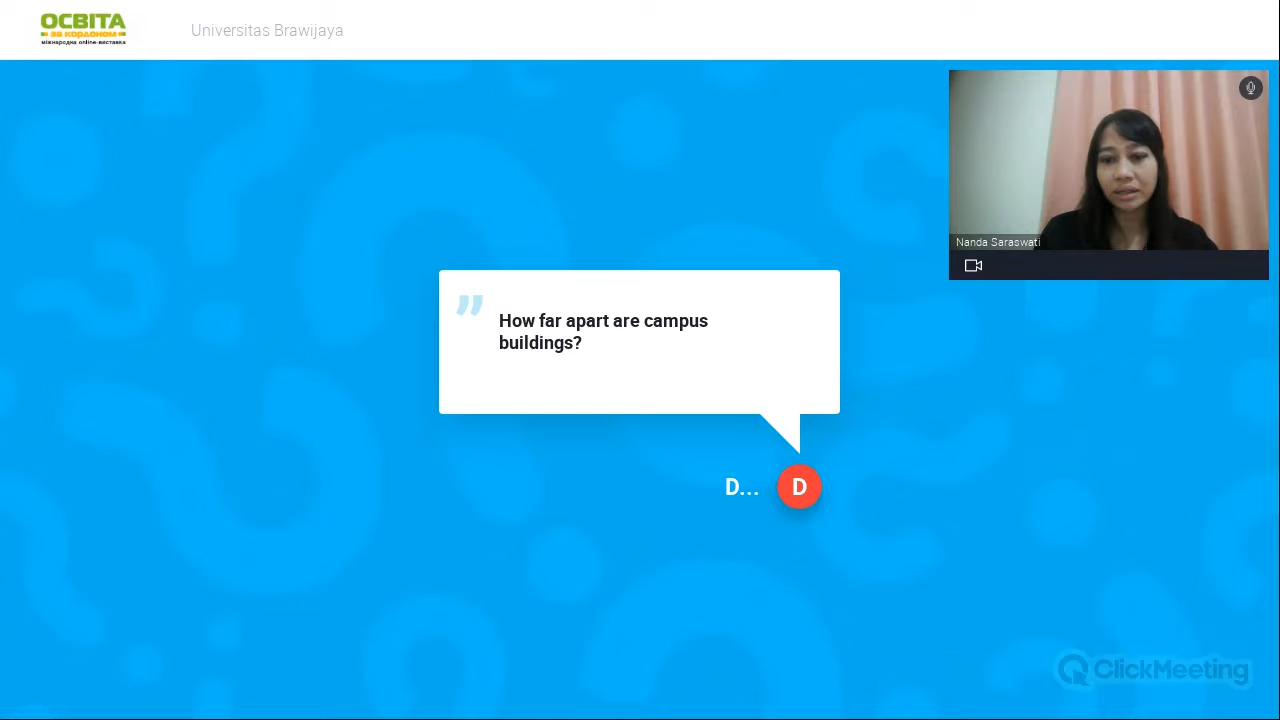 ОСВІТА
за кордоном
міжнародна online-виставка
Universitas Brawijaya
Nanda Saraswati
”
How far apart are campus
buildings?
D... D
ClickMeeting